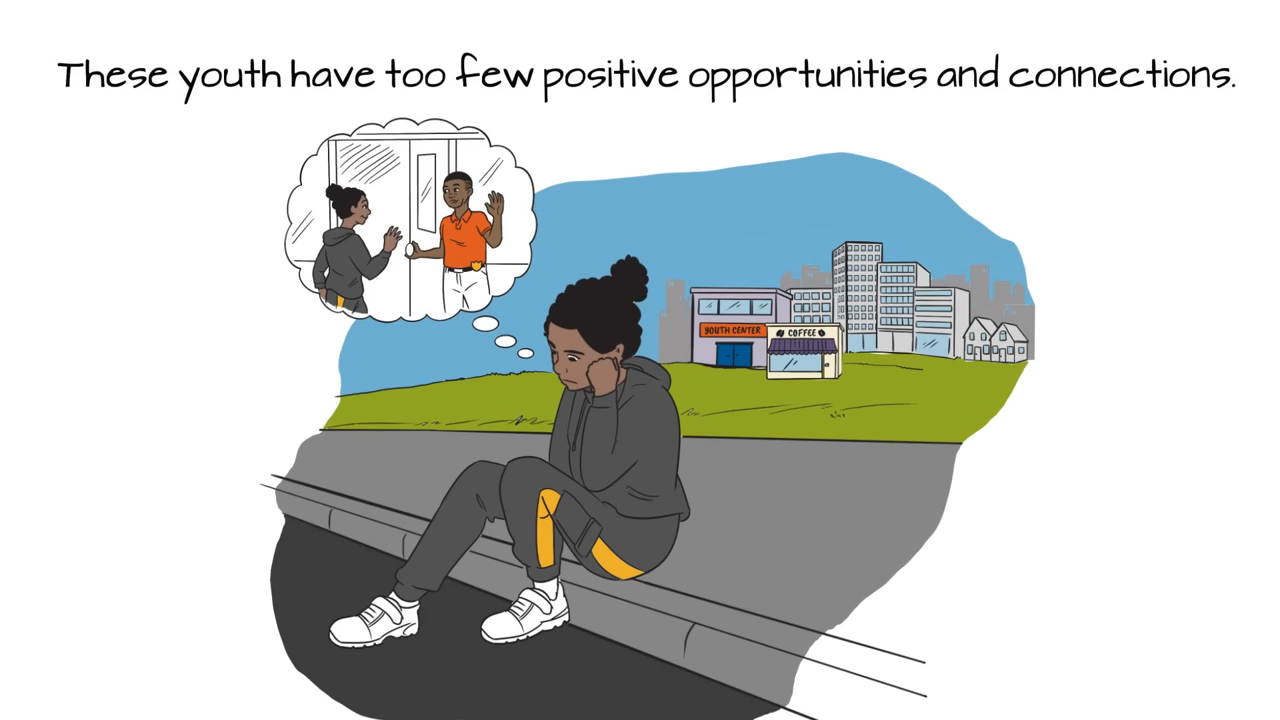 These youth have too few positive opportunities and connections.
YOUTH CENTER
COFFEE